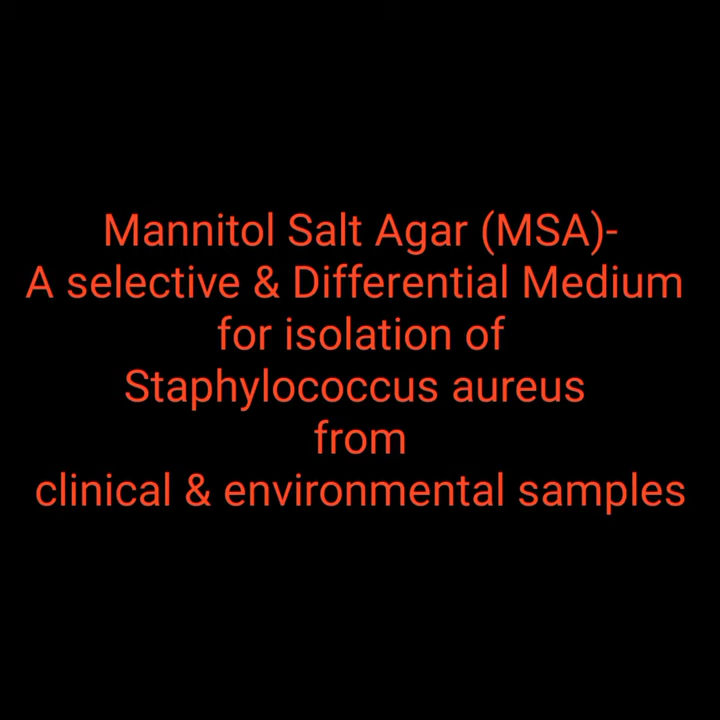 Mannitol Salt Agar (MSA)-
A selective & Differential Medium
for isolation of
Staphylococcus aureus
from
clinical & environmental samples